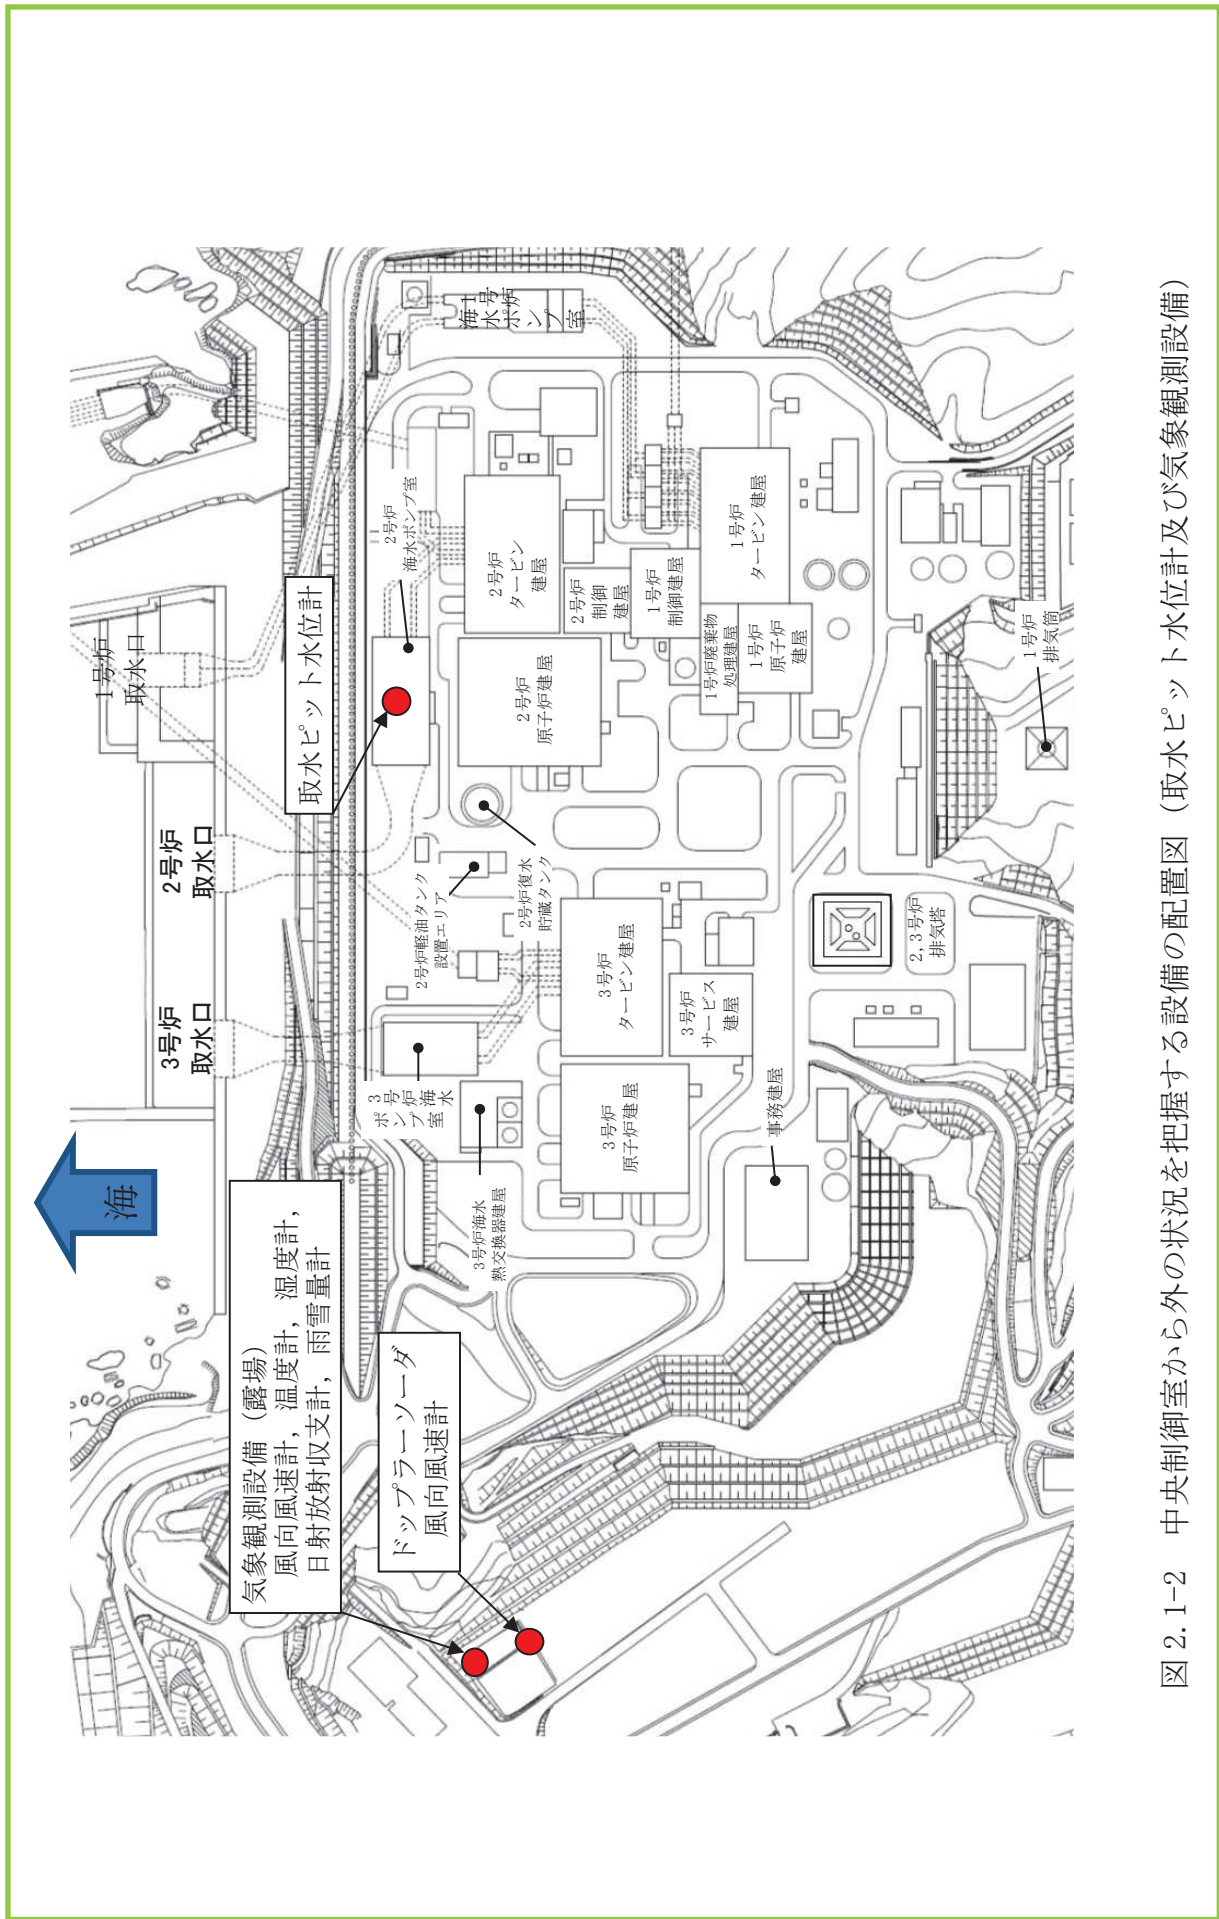 海
気象観測設備（露場）
風向風速計，温度計，湿度計，
日射放射収支計，雨雪量計
ドップラーソーダ
風向風速計
取水ピット水位計
3号炉
取水口
2号炉
取水口
1号炉
取水口
3号炉海水
ポンプ室
3号炉海水
熱交換器建屋
2号炉軽油タンク
設置エリア
2号炉復水
貯蔵タンク
2号炉
海水ポンプ室
1号炉
海水ポンプ室
3号炉
原子炉建屋
3号炉
タービン建屋
3号炉
サービス
建屋
2号炉
原子炉建屋
2号炉
タービン
建屋
2号炉
制御
建屋
1号炉
制御建屋
1号炉
タービン建屋
1号炉廃棄物
処理建屋
1号炉
原子炉
建屋
事務建屋
2,3号炉
排気塔
1号炉
排気筒
図 2.1-2　中央制御室から外の状況を把握する設備の配置図（取水ピット水位計及び気象観測設備）